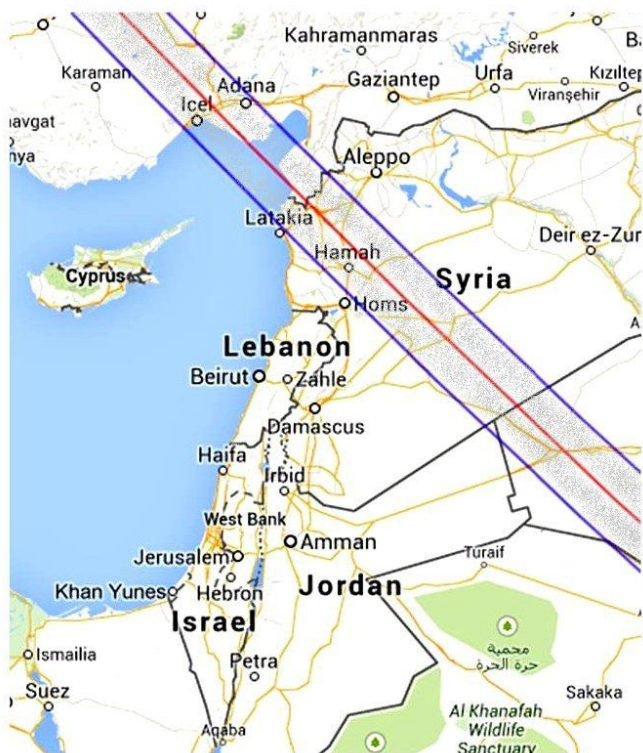 Kahramanmaras
Siverek
Ba
Karaman
Adana
Gaziantep
Urfa
Kızıltep
Viranşehir
Icel
navgat
nya
Aleppo
Latakia
Deir ez-Zur
Hamah
Cyprus
Syria
Homs
A
Lebanon
Beirut
Zahle
Damascus
Haifa
Irbid
West Bank
Amman
Jerusalem
Turaif
Khan Yunes
Hebron
Jordan
Israel
محمية
حرة الحرة
Ismailia
Petra
Suez
Sakaka
Al Khanafah
Wildlife
Sanctuary
Aqaba